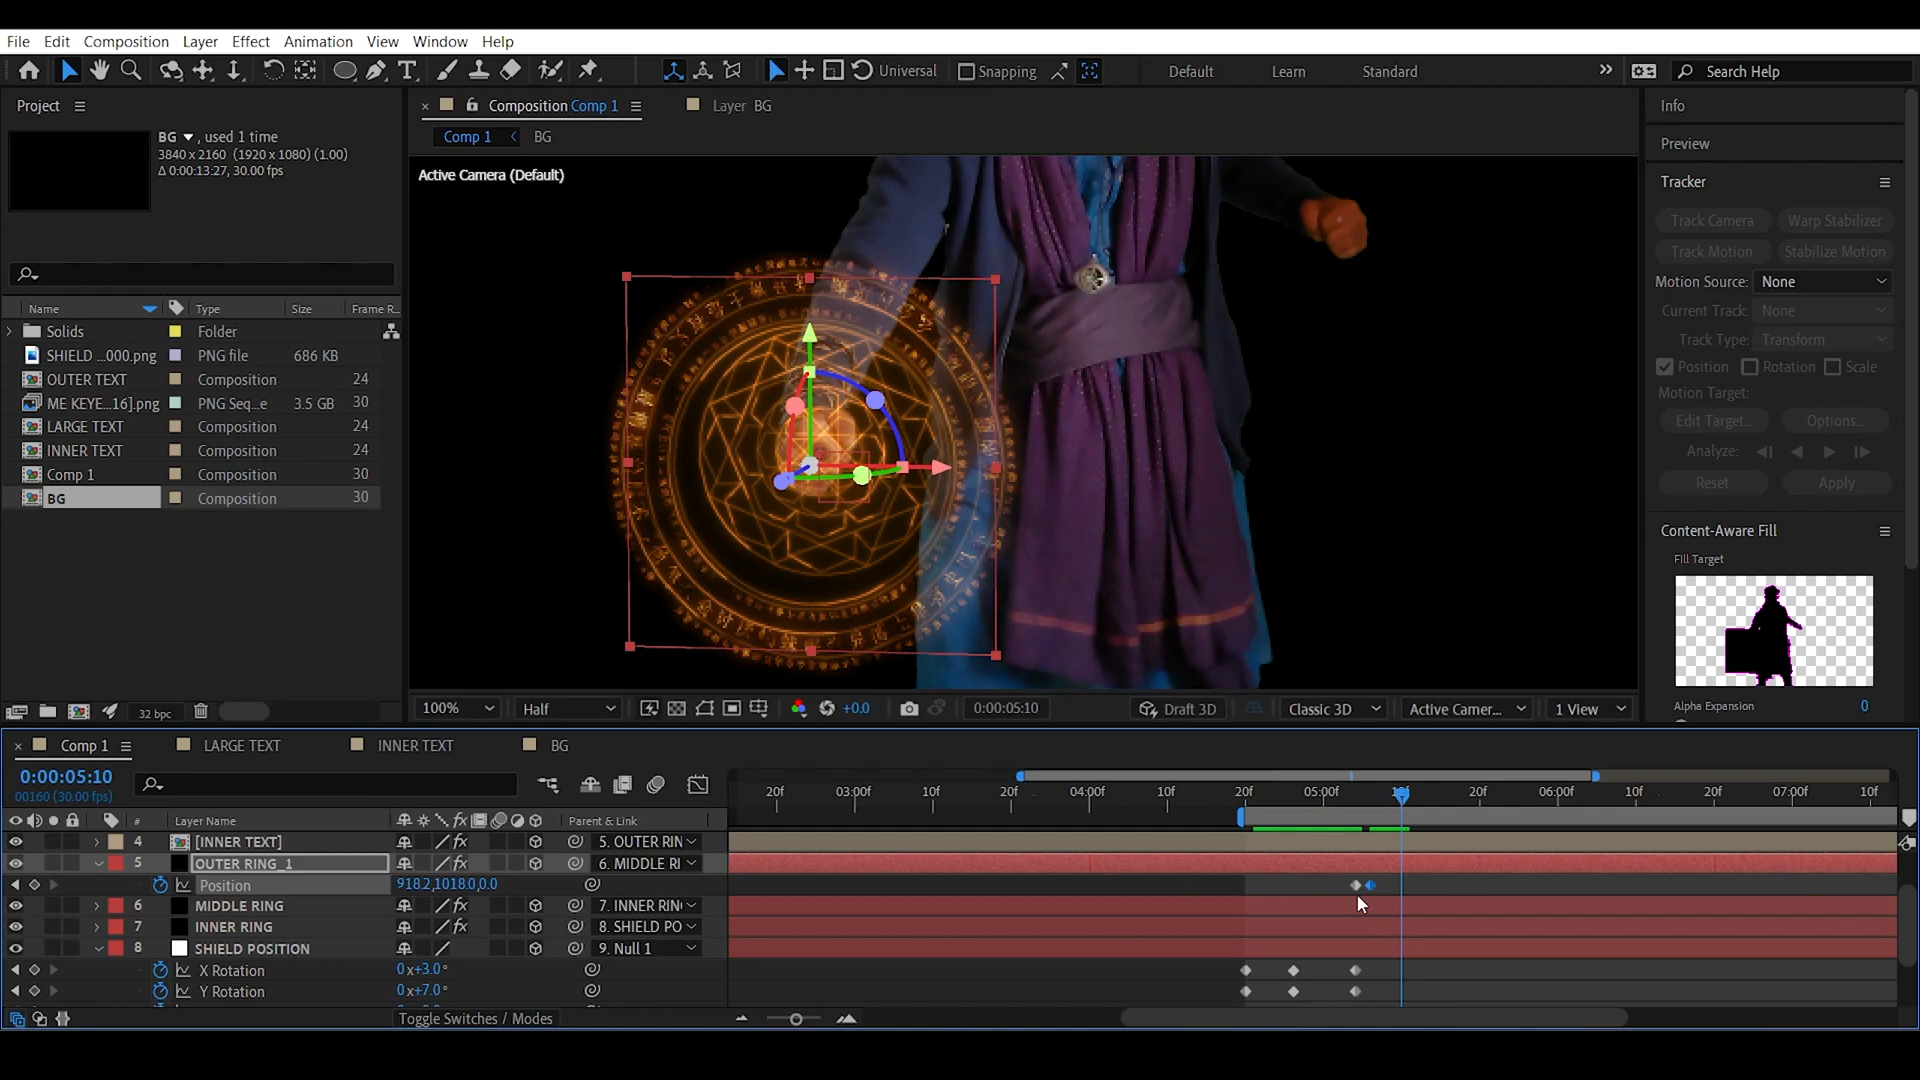 File Edit Composition Layer Effect Animation View Window Help
Universal Snapping Default Learn Standard Search Help
Project
BG , used 1 time
3840 x 2160 (1920 x 1080) (1.00)
Δ 0:00:13:27, 30.00 fps
Name Type Size Frame R...
Solids Folder
SHIELD ...000.png PNG file 686 KB
OUTER TEXT Composition 24
ME KEYE...16].png PNG Seq...e 3.5 GB 30
LARGE TEXT Composition 24
INNER TEXT Composition 24
Comp 1 Composition 30
BG Composition 30
32 bpc
Composition Comp 1 Layer BG
Comp 1 BG
Active Camera (Default)
100% Half +0.0 0:00:05:10 Draft 3D Classic 3D Active Camer... 1 View
Info
Preview
Tracker
Track Camera Warp Stabilizer
Track Motion Stabilize Motion
Motion Source: None
Current Track: None
Track Type: Transform
Position Rotation Scale
Motion Target:
Edit Target... Options...
Analyze:
Reset Apply
Content-Aware Fill
Fill Target
Alpha Expansion 0
Comp 1 LARGE TEXT INNER TEXT BG
0:00:05:10
00160 (30.00 fps)
20f 03:00f 10f 20f 04:00f 10f 20f 05:00f 20f 06:00f 10f 20f 07:00f 10f
# Layer Name fx Parent & Link
4 [INNER TEXT] fx 5. OUTER RIN
5 OUTER RING_1 fx 6. MIDDLE RI
Position 918.2,1018.0,0.0
6 MIDDLE RING fx 7. INNER RIN
7 INNER RING fx 8. SHIELD PO
8 SHIELD POSITION 9. Null 1
X Rotation 0x+3.0°
Y Rotation 0x+7.0°
Toggle Switches / Modes